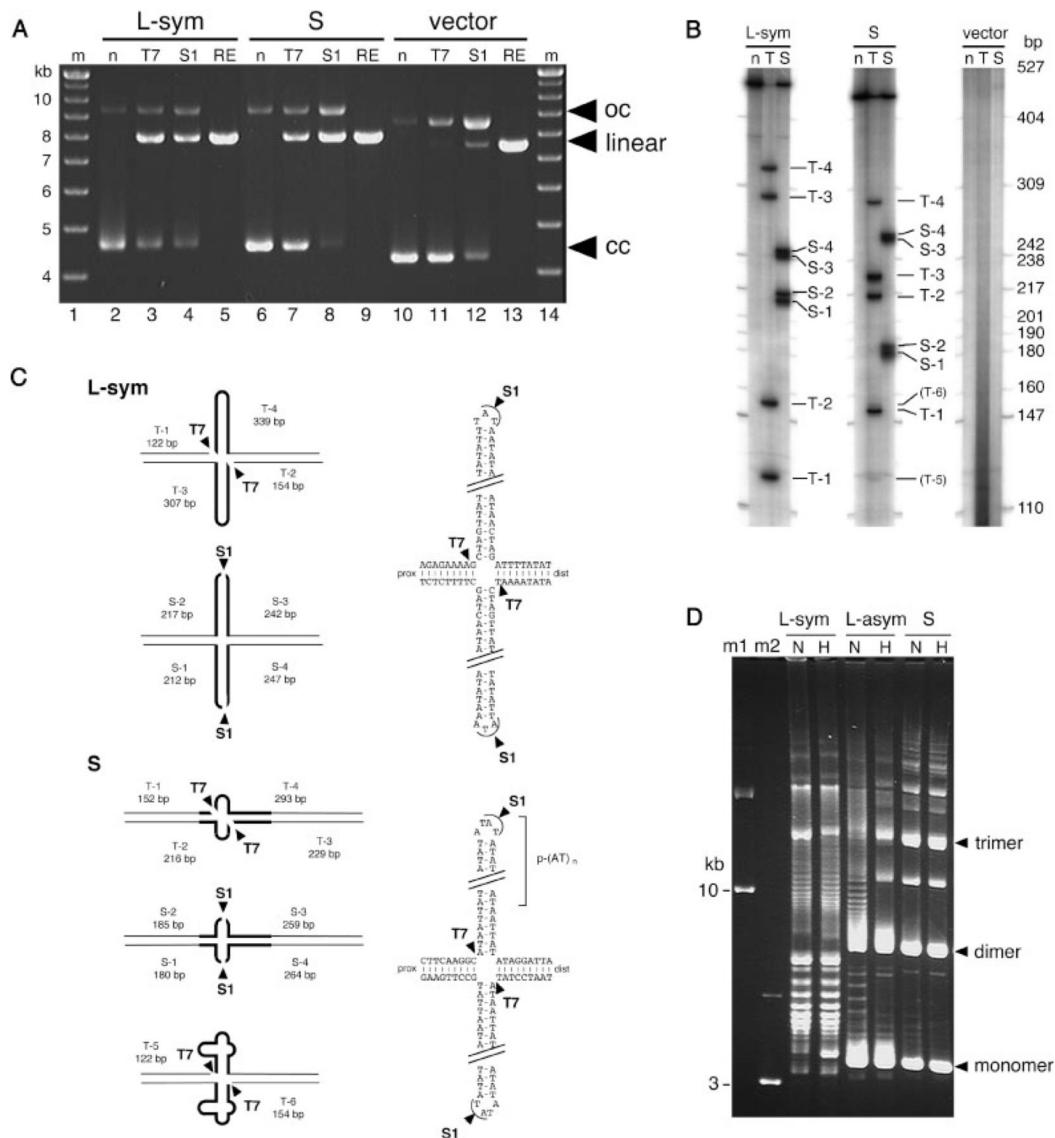 A
L-sym S vector
m n T7 S1 RE n T7 S1 RE n T7 S1 RE m
kb
10
8
7
6
5
4
oc
linear
cc
1 2 3 4 5 6 7 8 9 10 11 12 13 14
B
L-sym S vector bp
n T S n T S n T S
527
404
309
242
238
217
201
190
180
160
147
110
T-4
T-3
S-4
S-3
S-2
S-1
T-2
T-1
T-4
S-4
S-3
T-3
T-2
S-2
S-1
(T-6)
T-1
(T-5)
C
L-sym
T-1
122 bp
T7
T-4
339 bp
T-3
307 bp
T-2
154 bp
T7
S1
S-2
217 bp
S-3
242 bp
S-1
212 bp
S-4
247 bp
S1
S1
T7
AGAGAAAAG ATTTTATAT
prox dist
TCTCTTTTC TAAAATATA
T7
S1
S
T-1
152 bp
T7
T-4
293 bp
T-2
216 bp
T7
T-3
229 bp
S1
S-2
185 bp
S-3
259 bp
S-1
180 bp
S-4
264 bp
S1
T-5
122 bp
T7
T7
T-6
154 bp
S1
p-(AT) n
T7
CTTCAAGGC ATAGGATTA
prox dist
GAAGTTCCG TATCCTAAT
T7
S1
D
L-sym L-asym S
m1 m2 N H N H N H
kb
10
3
trimer
dimer
monomer